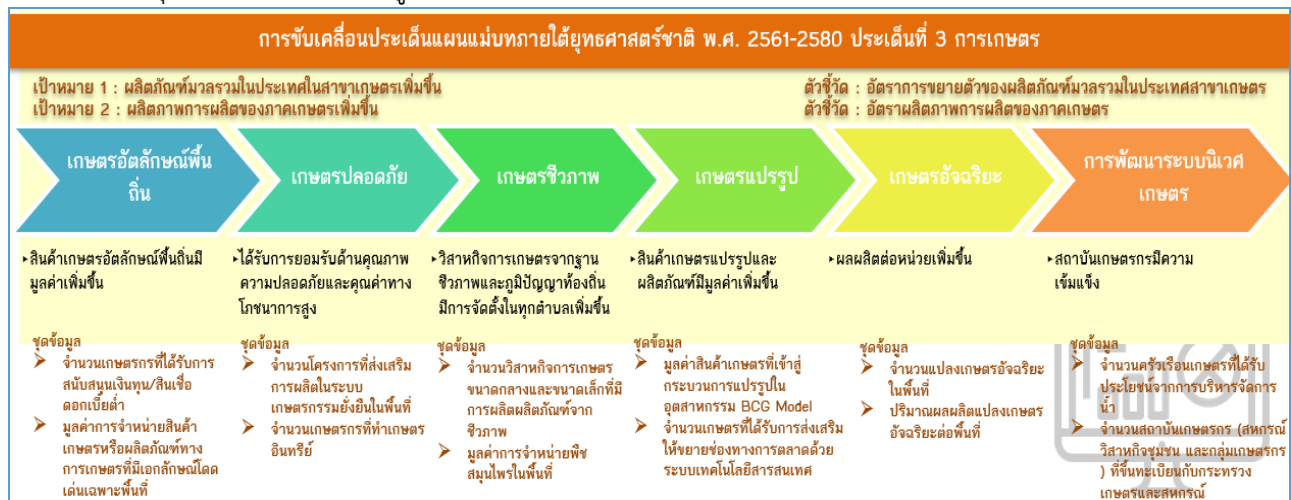 การขับเคลื่อนประเด็นแผนแม่บทภายใต้ยุทธศาสตร์ชาติ พ.ศ. 2561-2580 ประเด็นที่ 3 การเกษตร
เป้าหมาย 1 : ผลิตภัณฑ์มวลรวมในประเทศในสาขาเกษตรเพิ่มขึ้น
เป้าหมาย 2 : ผลิตภาพการผลิตของภาคเกษตรเพิ่มขึ้น
ตัวชี้วัด : อัตราการขยายตัวของผลิตภัณฑ์มวลรวมในประเทศสาขาเกษตร
ตัวชี้วัด : อัตราผลิตภาพการผลิตของภาคเกษตร
เกษตรอัตลักษณ์พื้น
ถิ่น
เกษตรปลอดภัย
เกษตรชีวภาพ
เกษตรแปรรูป
เกษตรอัจฉริยะ
การพัฒนาระบบนิเวศ
เกษตร
▸สินค้าเกษตรอัตลักษณ์พื้นถิ่นมี
มูลค่าเพิ่มขึ้น
▸ได้รับการยอมรับด้านคุณภาพ
ความปลอดภัยและคุณค่าทาง
โภชนาการสูง
▸วิสาหกิจการเกษตรจากฐาน
ชีวภาพและภูมิปัญญาท้องถิ่น
มีการจัดตั้งในทุกตำบลเพิ่มขึ้น
▸สินค้าเกษตรแปรรูปและ
ผลิตภัณฑ์มีมูลค่าเพิ่มขึ้น
▸ผลผลิตต่อหน่วยเพิ่มขึ้น
▸สถาบันเกษตรกรมีความ
เข้มแข็ง
ชุดข้อมูล
➢ จำนวนเกษตรกรที่ได้รับการ
สนับสนุนเงินทุน/สินเชื่อ
ดอกเบี้ยต่ำ
➢ มูลค่าการจำหน่ายสินค้า
เกษตรหรือผลิตภัณฑ์ทาง
การเกษตรที่มีเอกลักษณ์โดด
เด่นเฉพาะพื้นที่
ชุดข้อมูล
➢ จำนวนโครงการที่ส่งเสริม
การผลิตในระบบ
เกษตรกรรมยั่งยืนในพื้นที่
➢ จำนวนเกษตรกรที่ทำเกษตร
อินทรีย์
ชุดข้อมูล
➢ จำนวนวิสาหกิจการเกษตร
ขนาดกลางและขนาดเล็กที่มี
การผลิตผลิตภัณฑ์จาก
ชีวภาพ
➢ มูลค่าการจำหน่ายพืช
สมุนไพรในพื้นที่
ชุดข้อมูล
➢ มูลค่าสินค้าเกษตรที่เข้าสู่
กระบวนการแปรรูปใน
อุตสาหกรรม BCG Model
➢ จำนวนเกษตรที่ได้รับการส่งเสริม
ให้ขยายช่องทางการตลาดด้วย
ระบบเทคโนโลยีสารสนเทศ
ชุดข้อมูล
➢ จำนวนแปลงเกษตรอัจฉริยะ
ในพื้นที่
➢ ปริมาณผลผลิตแปลงเกษตร
อัจฉริยะต่อพื้นที่
ชุดข้อมูล
➢ จำนวนครัวเรือนเกษตรที่ได้รับ
ประโยชน์จากการบริหารจัดการ
น้ำ
➢ จำนวนสถาบันเกษตรกร (สหกรณ์
วิสาหกิจชุมชน และกลุ่มเกษตรกร
) ที่ขึ้นทะเบียนกับกระทรวง
เกษตรและสหกรณ์